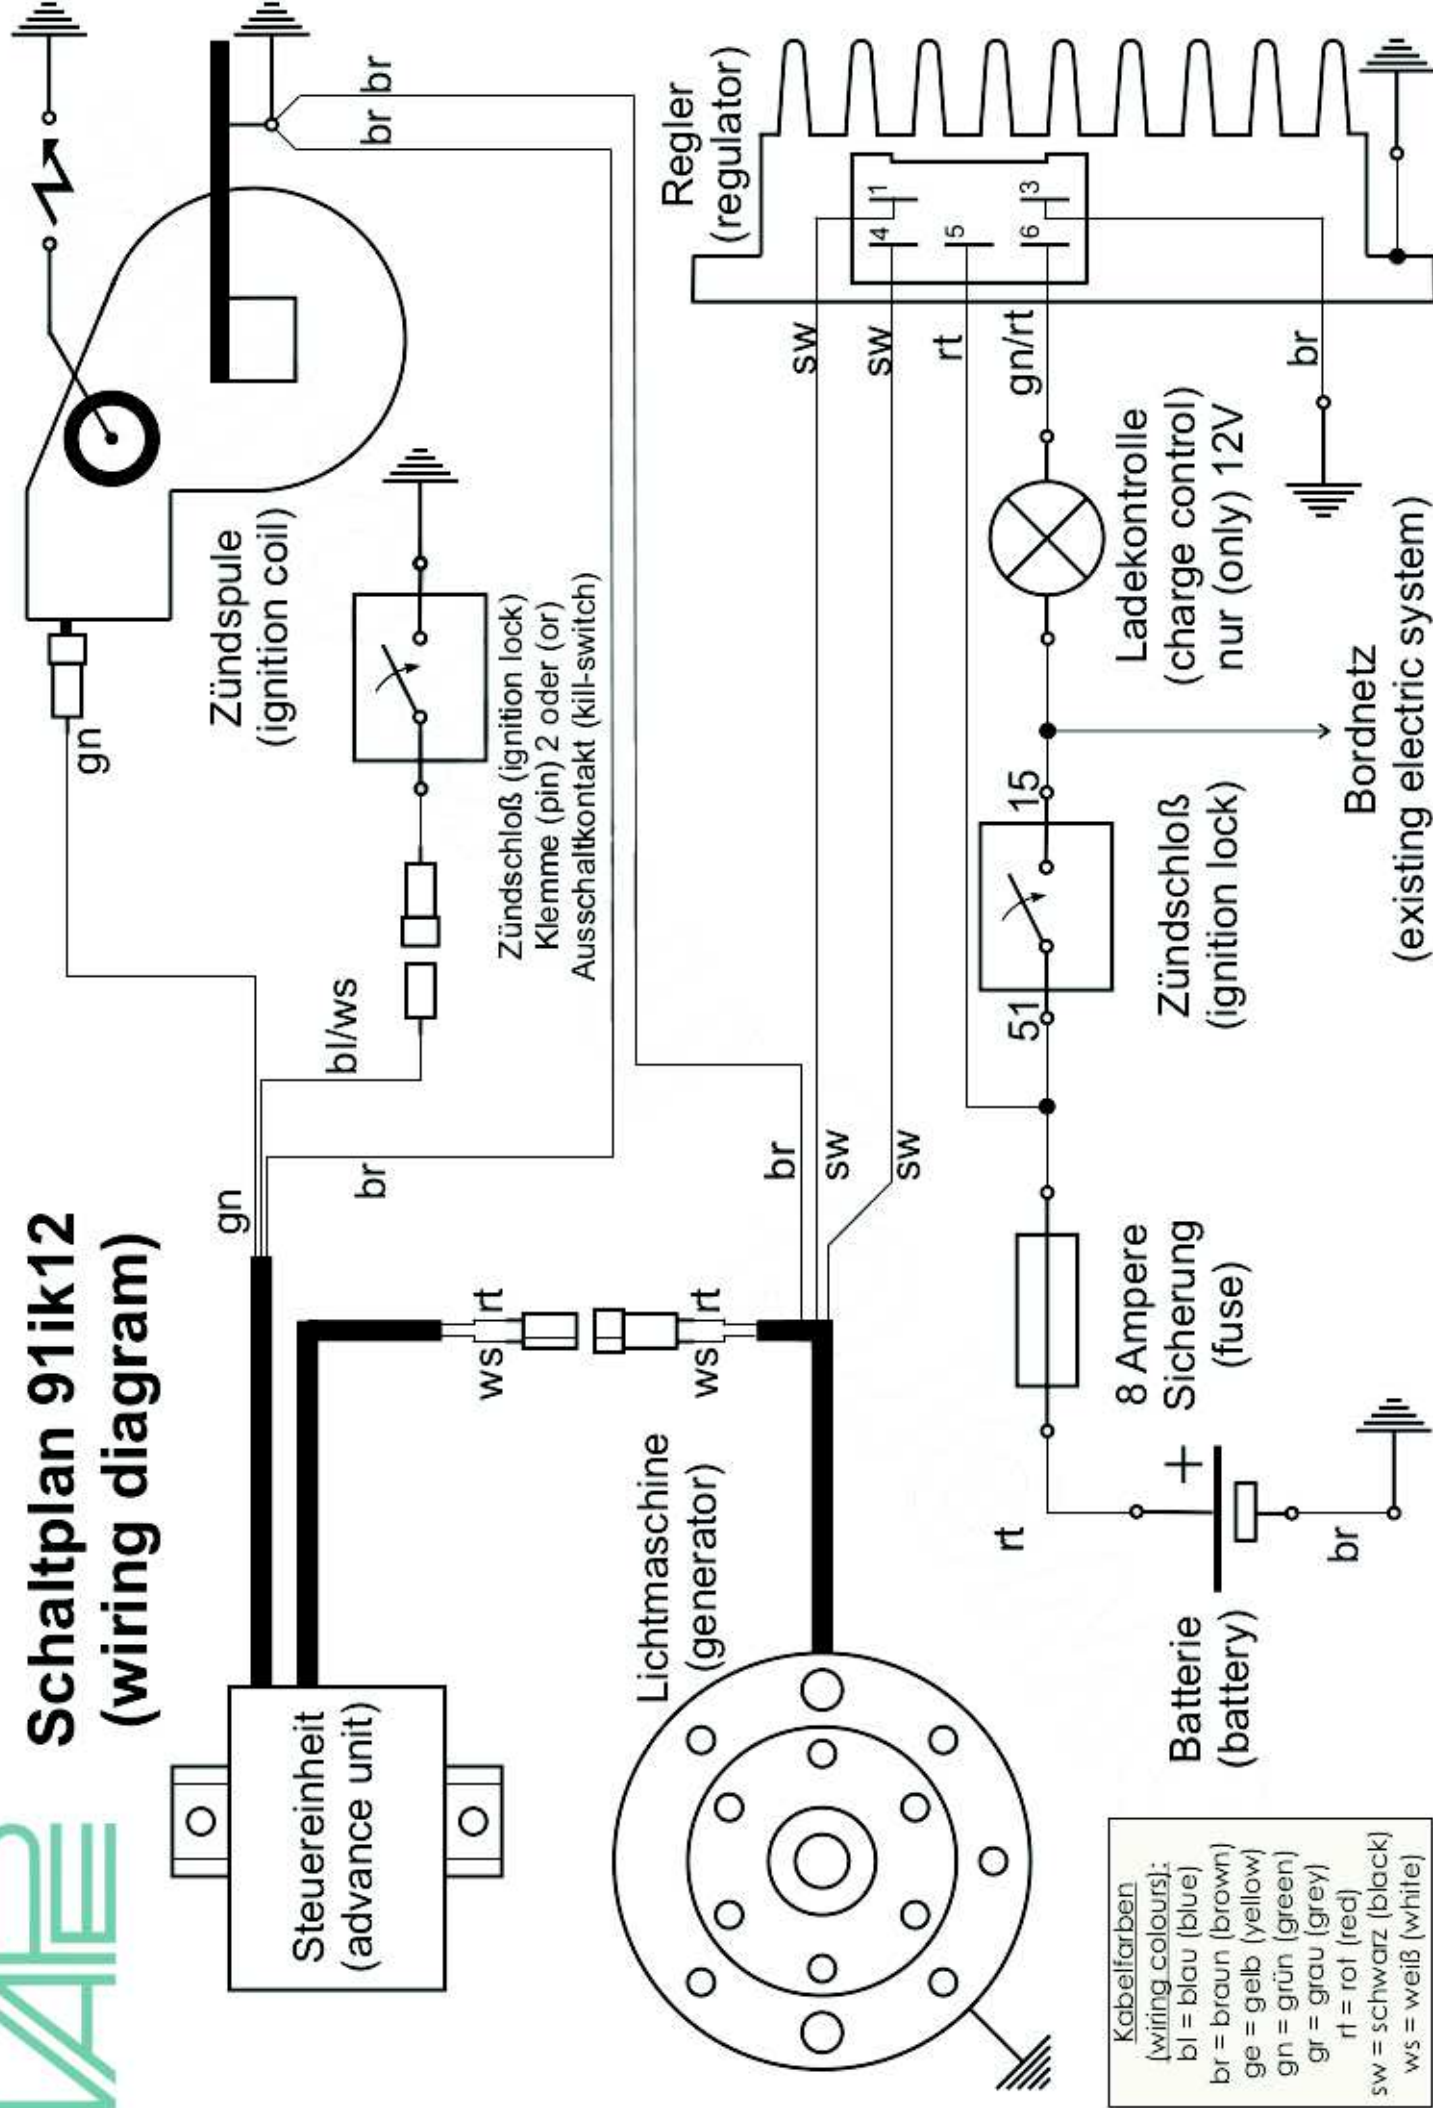 VAPE
Schaltplan 91ik12
(wiring diagram)
gn
Zündspule
(ignition coil)
br
br
Steuereinheit
(advance unit)
gn
bl/ws
br
Zündschloß (ignition lock)
Klemme (pin) 2 oder (or)
Ausschaltkontakt (kill-switch)
ws
rt
ws
rt
Lichtmaschine
(generator)
br
sw
sw
Regler
(regulator)
sw
sw
rt
gn/rt
br
1
4
5
6
3
rt
8 Ampere
Sicherung
(fuse)
51
15
Zündschloß
(ignition lock)
Ladekontrolle
(charge control)
nur (only) 12V
Bordnetz
(existing electric system)
Batterie
(battery)
+
br
Kabelfarben
(wiring colours):
bl = blau (blue)
br = braun (brown)
ge = gelb (yellow)
gn = grün (green)
gr = grau (grey)
rt = rot (red)
sw = schwarz (black)
ws = weiß (white)